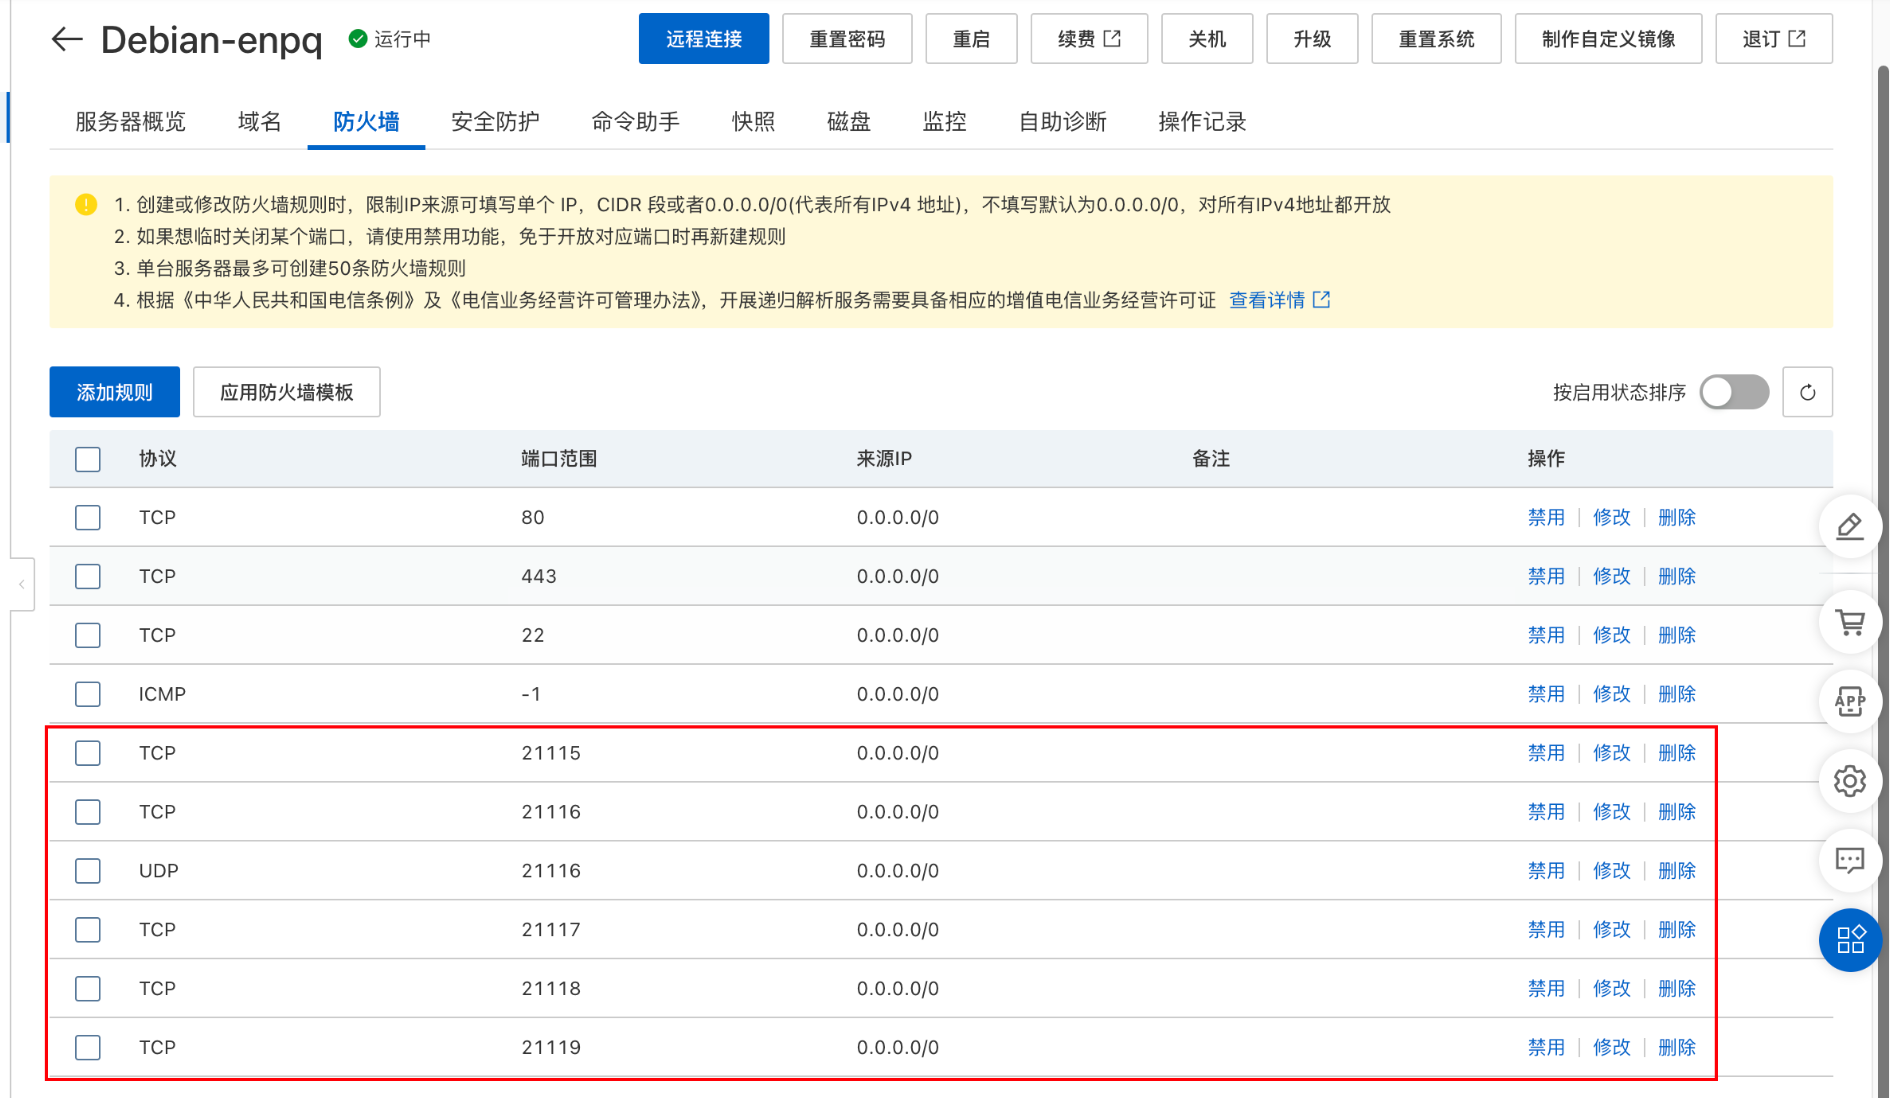 Debian-enpq 运行中 远程连接 重置密码 重启 续费 关机 升级 重置系统 制作自定义镜像 退订
服务器概览 域名 防火墙 安全防护 命令助手 快照 磁盘 监控 自助诊断 操作记录
1. 创建或修改防火墙规则时，限制IP来源可填写单个 IP，CIDR 段或者0.0.0.0/0(代表所有IPv4 地址)，不填写默认为0.0.0.0/0，对所有IPv4地址都开放
2. 如果想临时关闭某个端口，请使用禁用功能，免于开放对应端口时再新建规则
3. 单台服务器最多可创建50条防火墙规则
4. 根据《中华人民共和国电信条例》及《电信业务经营许可管理办法》，开展递归解析服务需要具备相应的增值电信业务经营许可证 查看详情
添加规则 应用防火墙模板 按启用状态排序
协议 端口范围 来源IP 备注 操作
TCP 80 0.0.0.0/0 禁用 修改 删除
TCP 443 0.0.0.0/0 禁用 修改 删除
TCP 22 0.0.0.0/0 禁用 修改 删除
ICMP -1 0.0.0.0/0 禁用 修改 删除
APP
TCP 21115 0.0.0.0/0 禁用 修改 删除
TCP 21116 0.0.0.0/0 禁用 修改 删除
UDP 21116 0.0.0.0/0 禁用 修改 删除
TCP 21117 0.0.0.0/0 禁用 修改 删除
TCP 21118 0.0.0.0/0 禁用 修改 删除
TCP 21119 0.0.0.0/0 禁用 修改 删除